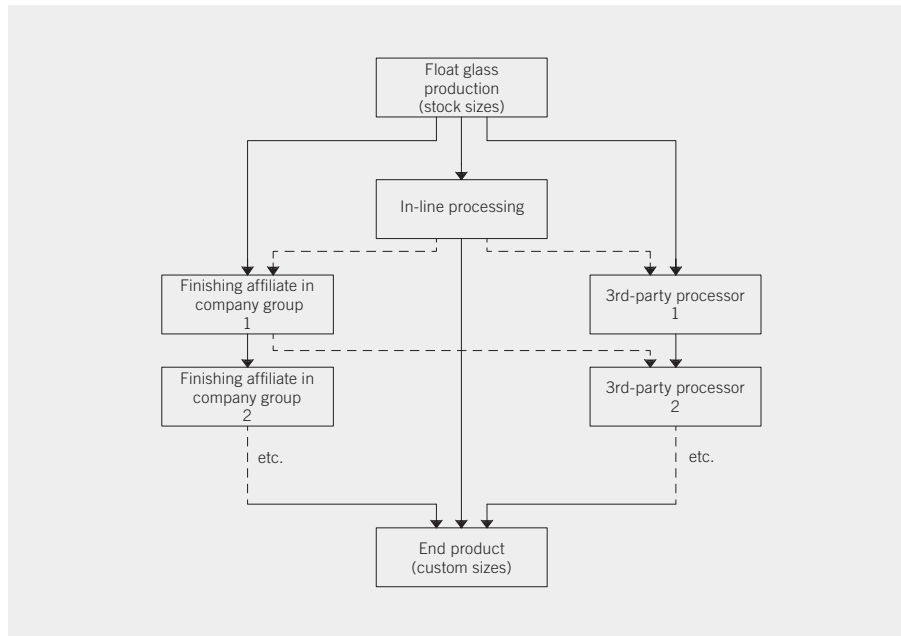 Float glass
production
(stock sizes)
In-line processing
Finishing affiliate in
company group
1
3rd-party processor
1
Finishing affiliate in
company group
2
3rd-party processor
2
etc.
etc.
End product
(custom sizes)